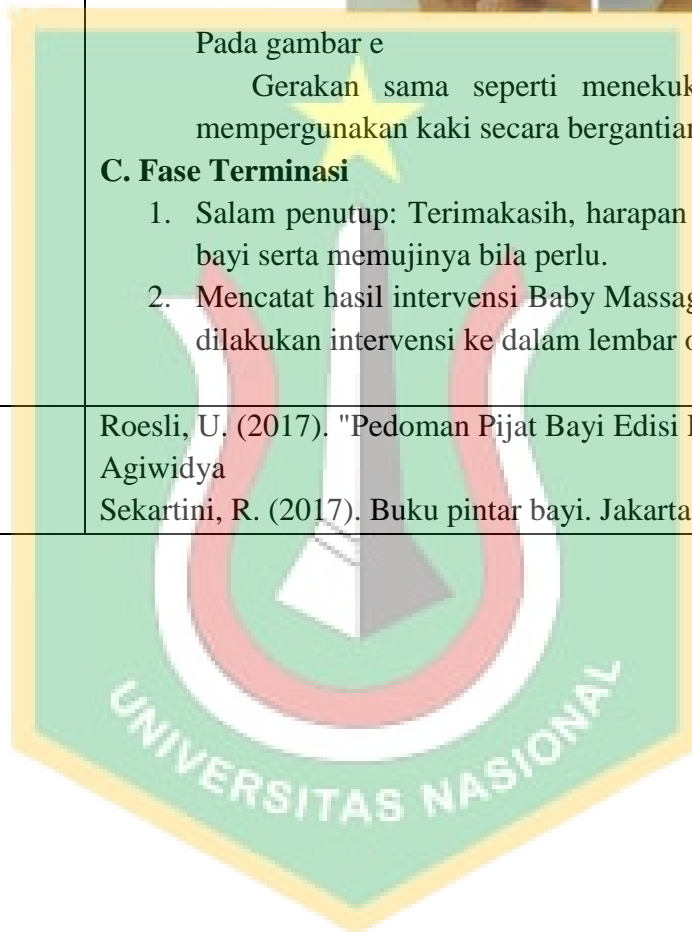 Pada gambar e
Gerakan sama seperti menekuk
mempergunakan kaki secara bergantian
C. Fase Terminasi
1. Salam penutup: Terimakasih, harapan
bayi serta memujinya bila perlu.
2. Mencatat hasil intervensi Baby Massag
dilakukan intervensi ke dalam lembar o
Roesli, U. (2017). "Pedoman Pijat Bayi Edisi
Agiwidya
Sekartini, R. (2017). Buku pintar bayi. Jakarta
UNIVERSITAS NASIONAL